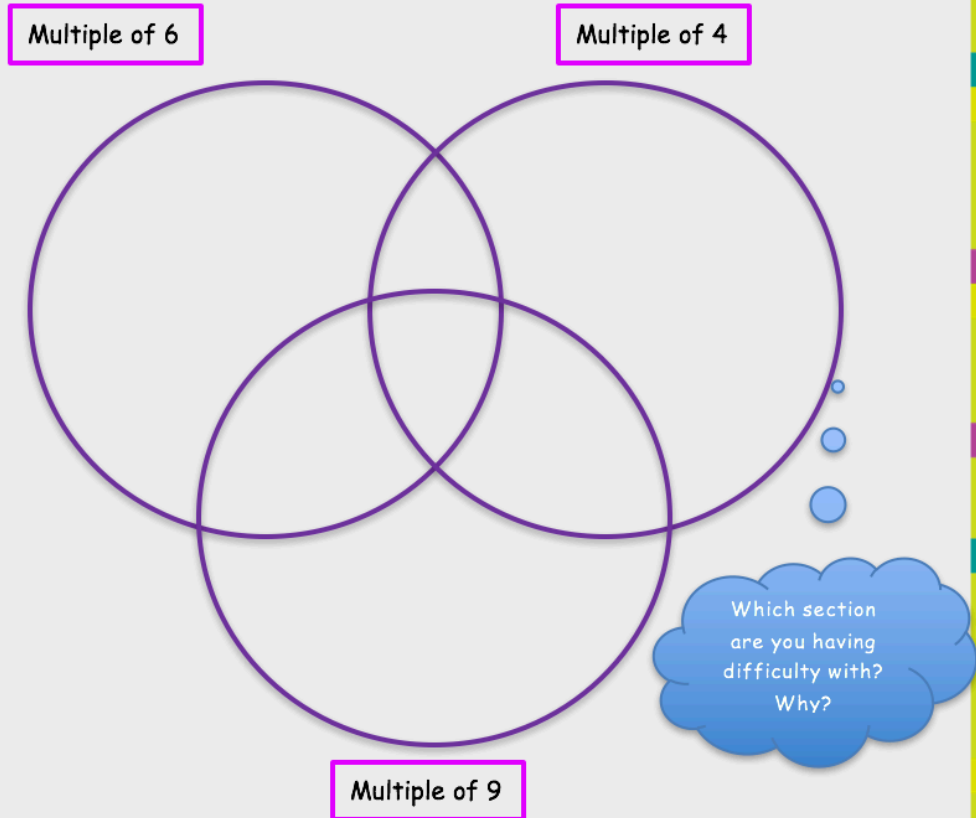 Multiple of 6
Multiple of 4
Which section
are you having
difficulty with?
Why?
Multiple of 9